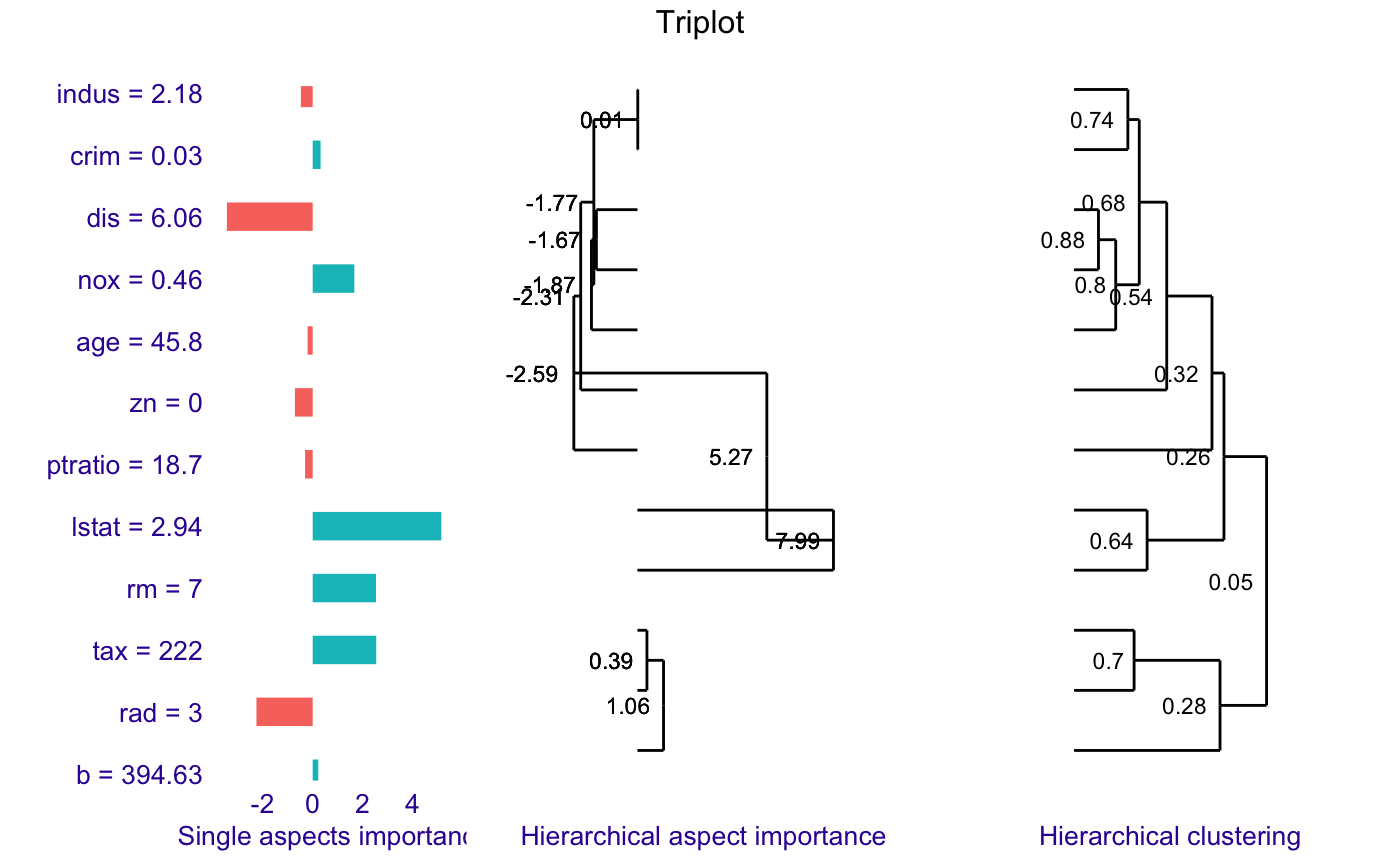 Triplot
indus = 2.18
crim = 0.03
dis = 6.06
nox = 0.46
age = 45.8
zn = 0
ptratio = 18.7
lstat = 2.94
rm = 7
tax = 222
rad = 3
b = 394.63
-2 0 2 4
Single aspects importanc
0.01
-1.77
-1.67
-1.87
-2.31
-2.59
5.27
7.99
0.39
1.06
Hierarchical aspect importance
0.74
0.68
0.88
0.8
0.54
0.32
0.26
0.64
0.05
0.7
0.28
Hierarchical clustering